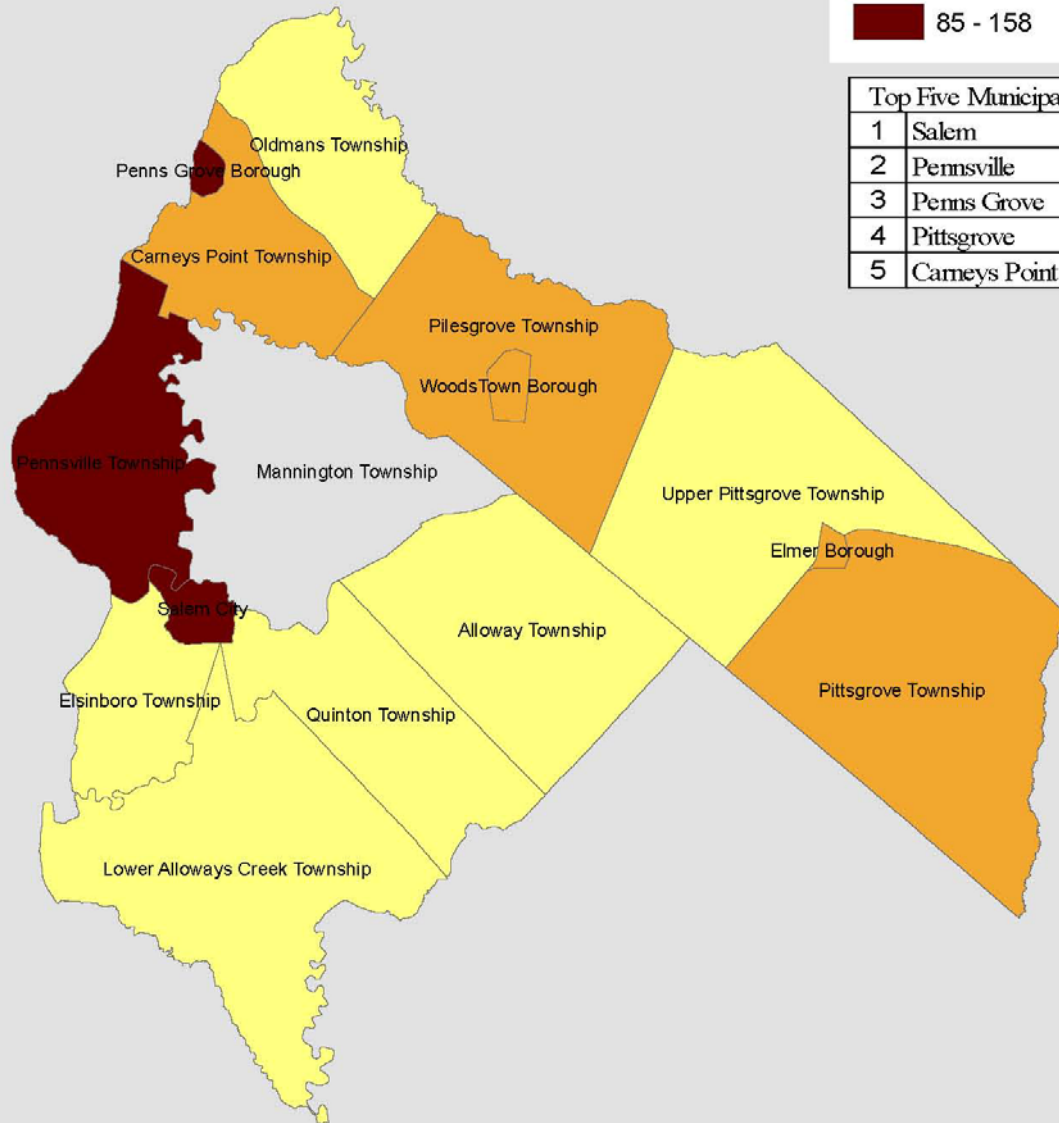 85 - 158
Top Five Municipa
1 Salem
2 Pennsville
3 Penns Grove
4 Pittsgrove
5 Carneys Point
Oldmans Township
Penns Grove Borough
Carneys Point Township
Pilesgrove Township
WoodsTown Borough
Pennsville Township
Mannington Township
Upper Pittsgrove Township
Elmer Borough
Salem City
Alloway Township
Elsinboro Township
Quinton Township
Pittsgrove Township
Lower Alloways Creek Township